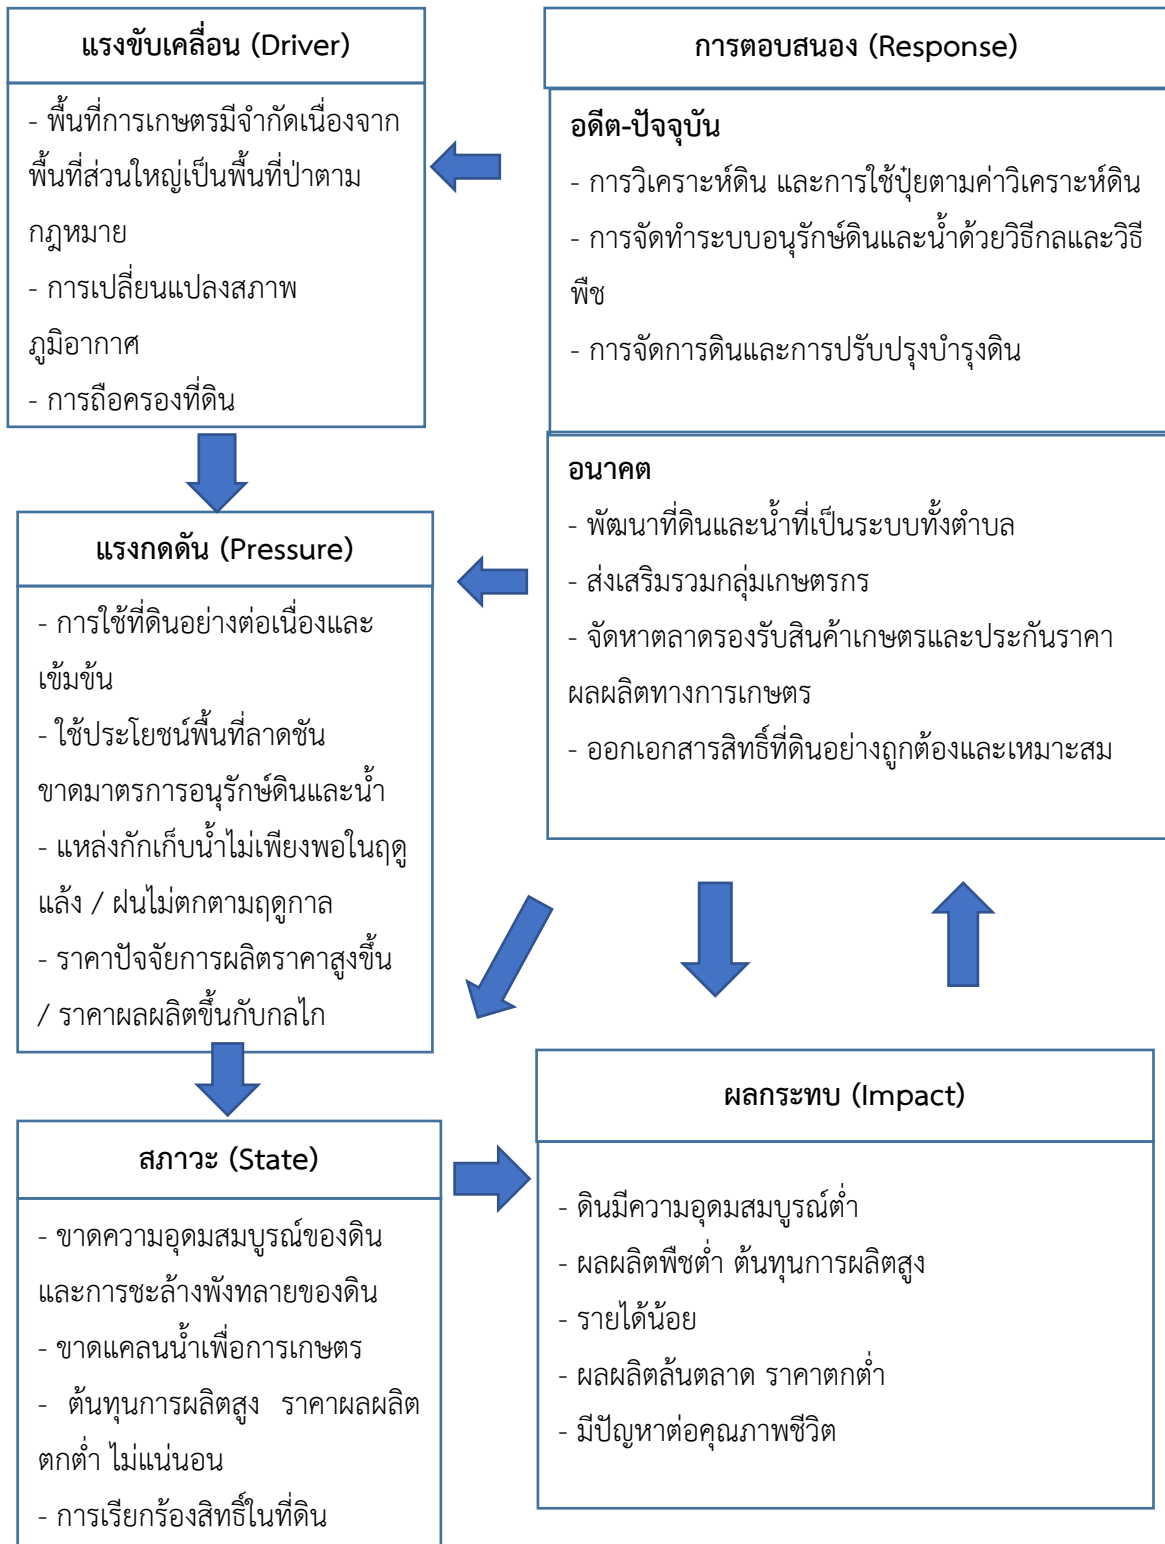 แรงขับเคลื่อน (Driver)
- พื้นที่การเกษตรมีจำกัดเนื่องจาก
พื้นที่ส่วนใหญ่เป็นพื้นที่ป่าตาม
กฎหมาย
- การเปลี่ยนแปลงสภาพ
ภูมิอากาศ
- การถือครองที่ดิน
การตอบสนอง (Response)
อดีต-ปัจจุบัน
- การวิเคราะห์ดิน และการใช้ปุ๋ยตามค่าวิเคราะห์ดิน
- การจัดทำระบบอนุรักษ์ดินและน้ำด้วยวิธีกลและวิธี
พืช
- การจัดการดินและการปรับปรุงบำรุงดิน
อนาคต
- พัฒนาที่ดินและน้ำที่เป็นระบบทั้งตำบล
- ส่งเสริมรวมกลุ่มเกษตรกร
- จัดหาตลาดรองรับสินค้าเกษตรและประกันราคา
ผลผลิตทางการเกษตร
- ออกเอกสารสิทธิ์ที่ดินอย่างถูกต้องและเหมาะสม
แรงกดดัน (Pressure)
- การใช้ที่ดินอย่างต่อเนื่องและ
เข้มข้น
- ใช้ประโยชน์พื้นที่ลาดชัน
ขาดมาตรการอนุรักษ์ดินและน้ำ
- แหล่งกักเก็บน้ำไม่เพียงพอในฤดู
แล้ง / ฝนไม่ตกตามฤดูกาล
- ราคาปัจจัยการผลิตราคาสูงขึ้น
/ ราคาผลผลิตขึ้นกับกลไก
สภาวะ (State)
- ขาดความอุดมสมบูรณ์ของดิน
และการชะล้างพังทลายของดิน
- ขาดแคลนน้ำเพื่อการเกษตร
- ต้นทุนการผลิตสูง ราคาผลผลิต
ตกต่ำ ไม่แน่นอน
- การเรียกร้องสิทธิ์ในที่ดิน
ผลกระทบ (Impact)
- ดินมีความอุดมสมบูรณ์ต่ำ
- ผลผลิตพืชต่ำ ต้นทุนการผลิตสูง
- รายได้น้อย
- ผลผลิตล้นตลาด ราคาตกต่ำ
- มีปัญหาต่อคุณภาพชีวิต